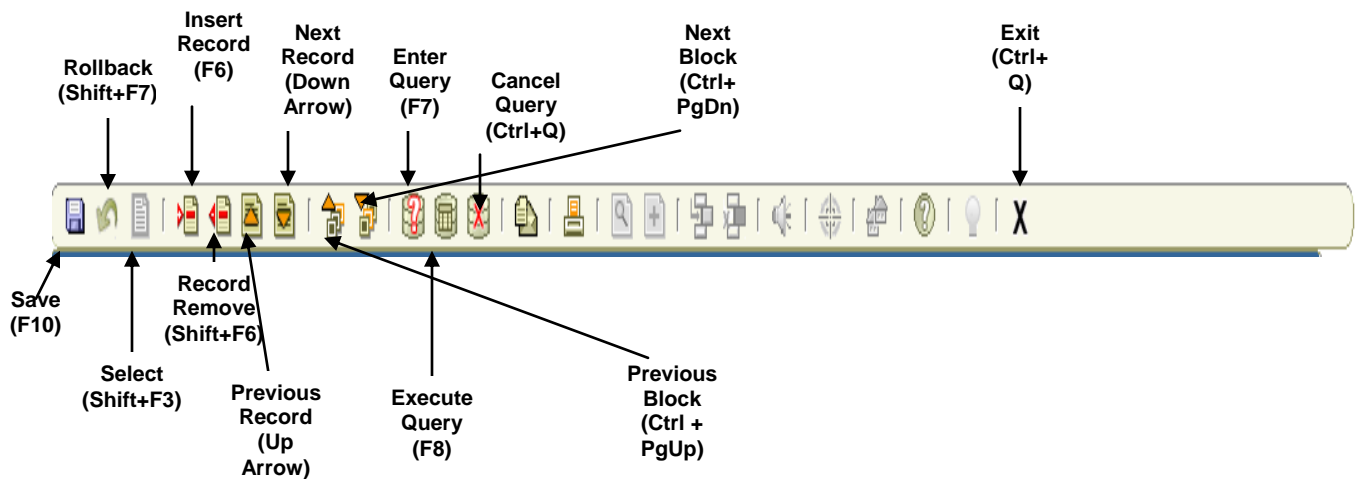 Rollback
(Shift+F7)
Insert
Record
(F6)
Next
Record
(Down
Arrow)
Enter
Query
(F7)
Cancel
Query
(Ctrl+Q)
Next
Block
(Ctrl+
PgDn)
Exit
(Ctrl+
Q)
Save
(F10)
Select
(Shift+F3)
Record
Remove
(Shift+F6)
Previous
Record
(Up
Arrow)
Execute
Query
(F8)
Previous
Block
(Ctrl +
PgUp)